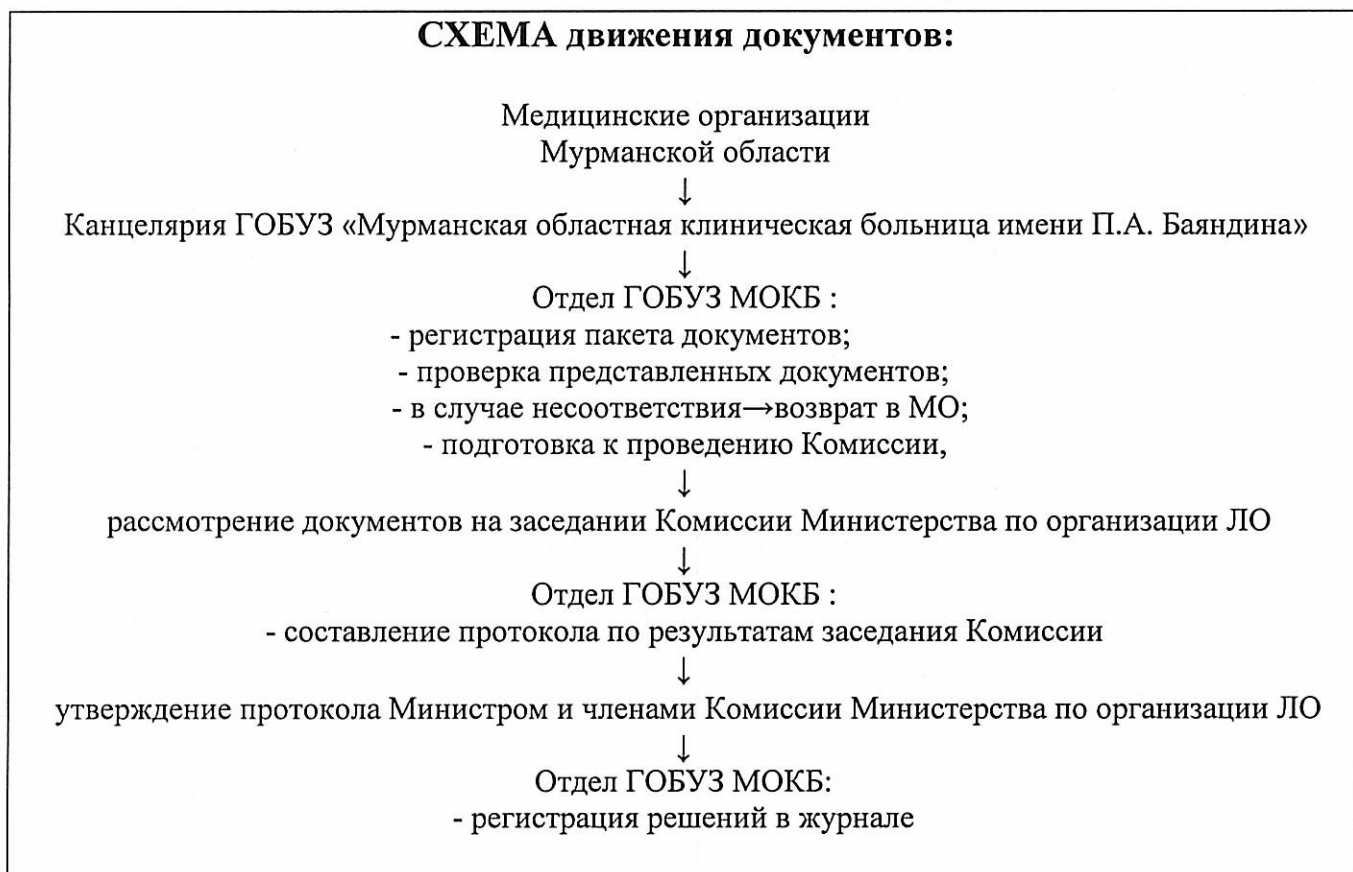 СХЕМА движения документов:
Медицинские организации
Мурманской области
↓
Канцелярия ГОБУЗ «Мурманская областная клиническая больница имени П.А. Баяндина»
↓
Отдел ГОБУЗ МОКБ :
- регистрация пакета документов;
- проверка представленных документов;
- в случае несоответствия→возврат в МО;
- подготовка к проведению Комиссии,
↓
рассмотрение документов на заседании Комиссии Министерства по организации ЛО
↓
Отдел ГОБУЗ МОКБ :
- составление протокола по результатам заседания Комиссии
↓
утверждение протокола Министром и членами Комиссии Министерства по организации ЛО
↓
Отдел ГОБУЗ МОКБ:
- регистрация решений в журнале